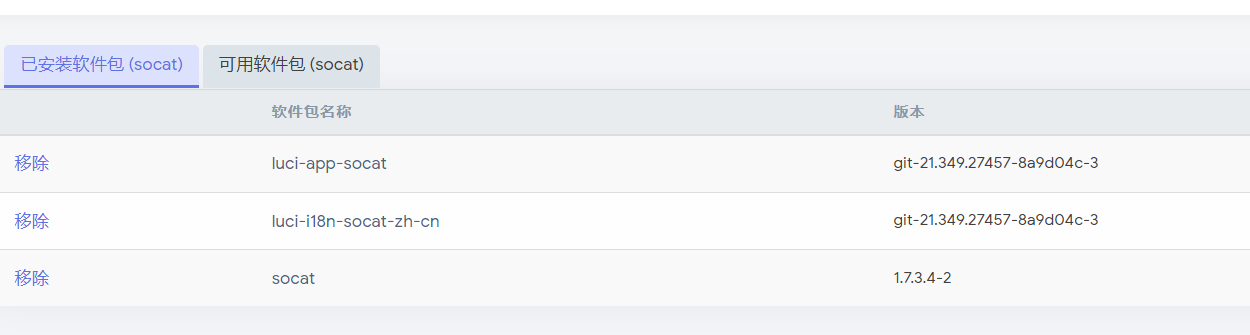 已安装软件包 (socat) 可用软件包 (socat)
软件包名称 版本
移除 luci-app-socat git-21.349.27457-8a9d04c-3
移除 luci-i18n-socat-zh-cn git-21.349.27457-8a9d04c-3
移除 socat 1.7.3.4-2